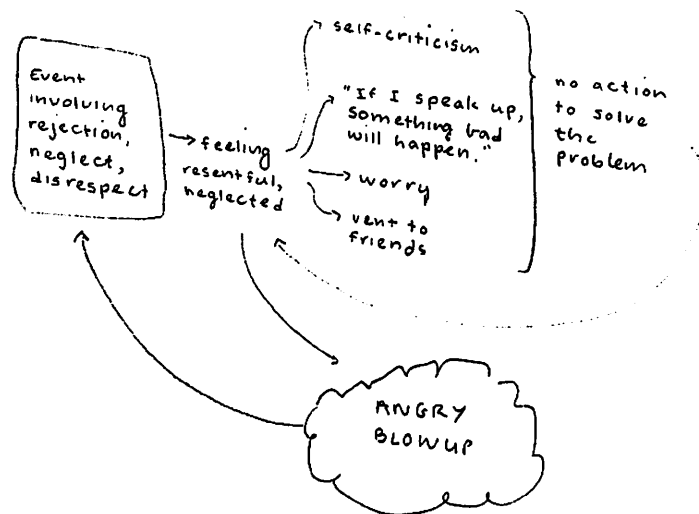 Event
involving
rejection,
neglect,
disrespect
feeling
resentful,
neglected
self-criticism
"If I speak up,
something bad
will happen."
worry
vent to
friends
no action
to solve
the
problem
ANGRY
BLOWUP